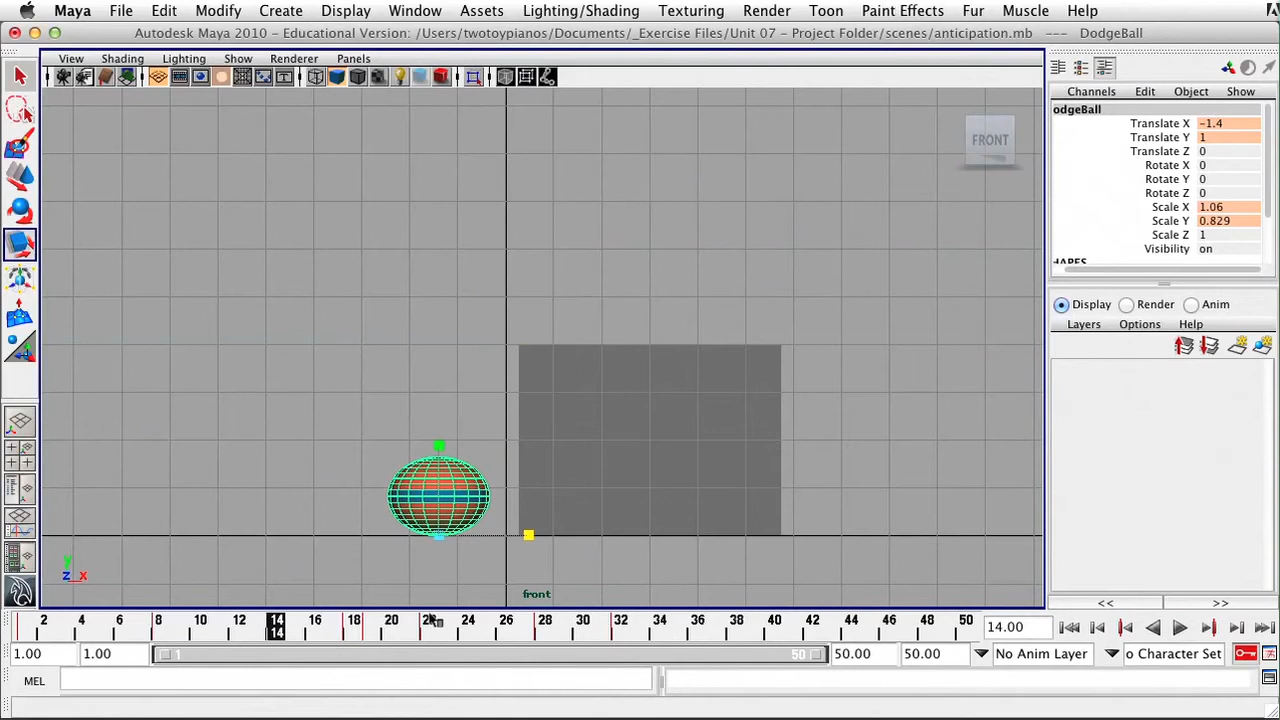 Maya File Edit Modify Create Display Window Assets Lighting/Shading Texturing Render Toon Paint Effects Fur Muscle Help
Autodesk Maya 2010 - Educational Version: /Users/twotoypianos/Documents/_Exercise Files/Unit 07 - Project Folder/scenes/anticipation.mb --- DodgeBall
View Shading Lighting Show Renderer Panels
Channels Edit Object Show
odgeBall
Translate X -1.4
Translate Y 1
Translate Z 0
Rotate X 0
Rotate Y 0
Rotate Z 0
Scale X 1.06
Scale Y 0.829
Scale Z 1
Visibility on
HAPES
FRONT
Display Render Anim
Layers Options Help
y
z x
front
<< >>
2 4 6 8 10 12 14 16 18 20 24 26 28 30 32 34 36 38 40 42 44 46 48 50 14.00
14
1.00 1.00 1 50 50.00 50.00 No Anim Layer o Character Set
MEL